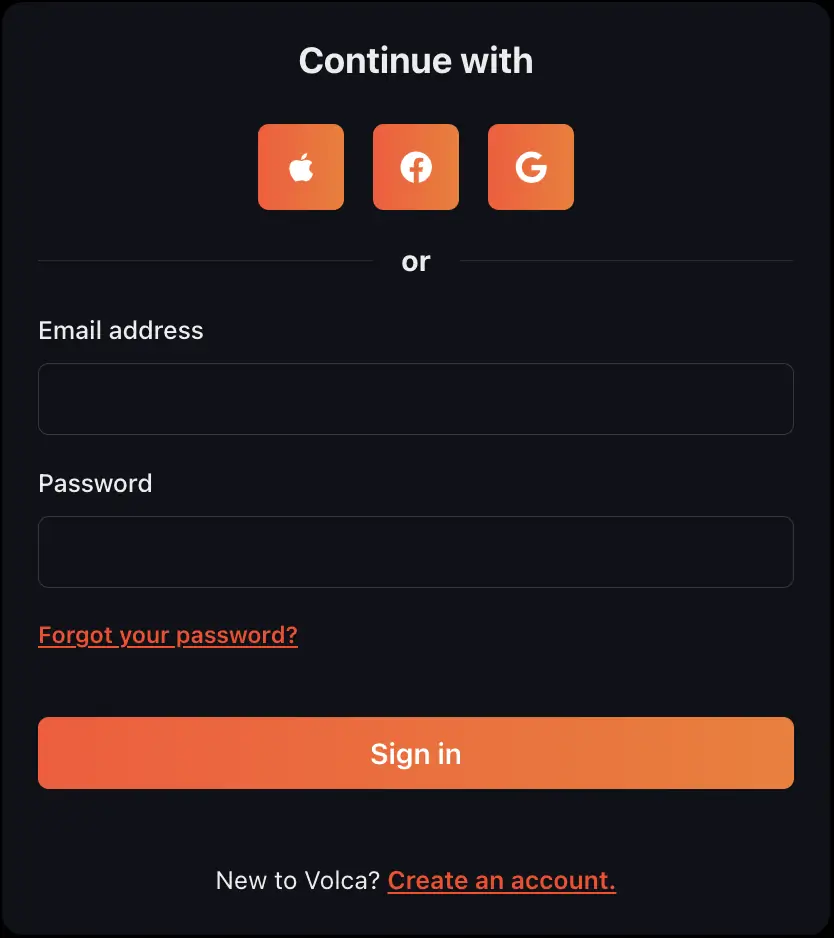 Continue with
or
Email address
Password
Forgot your password?
Sign in
New to Volca? Create an account.